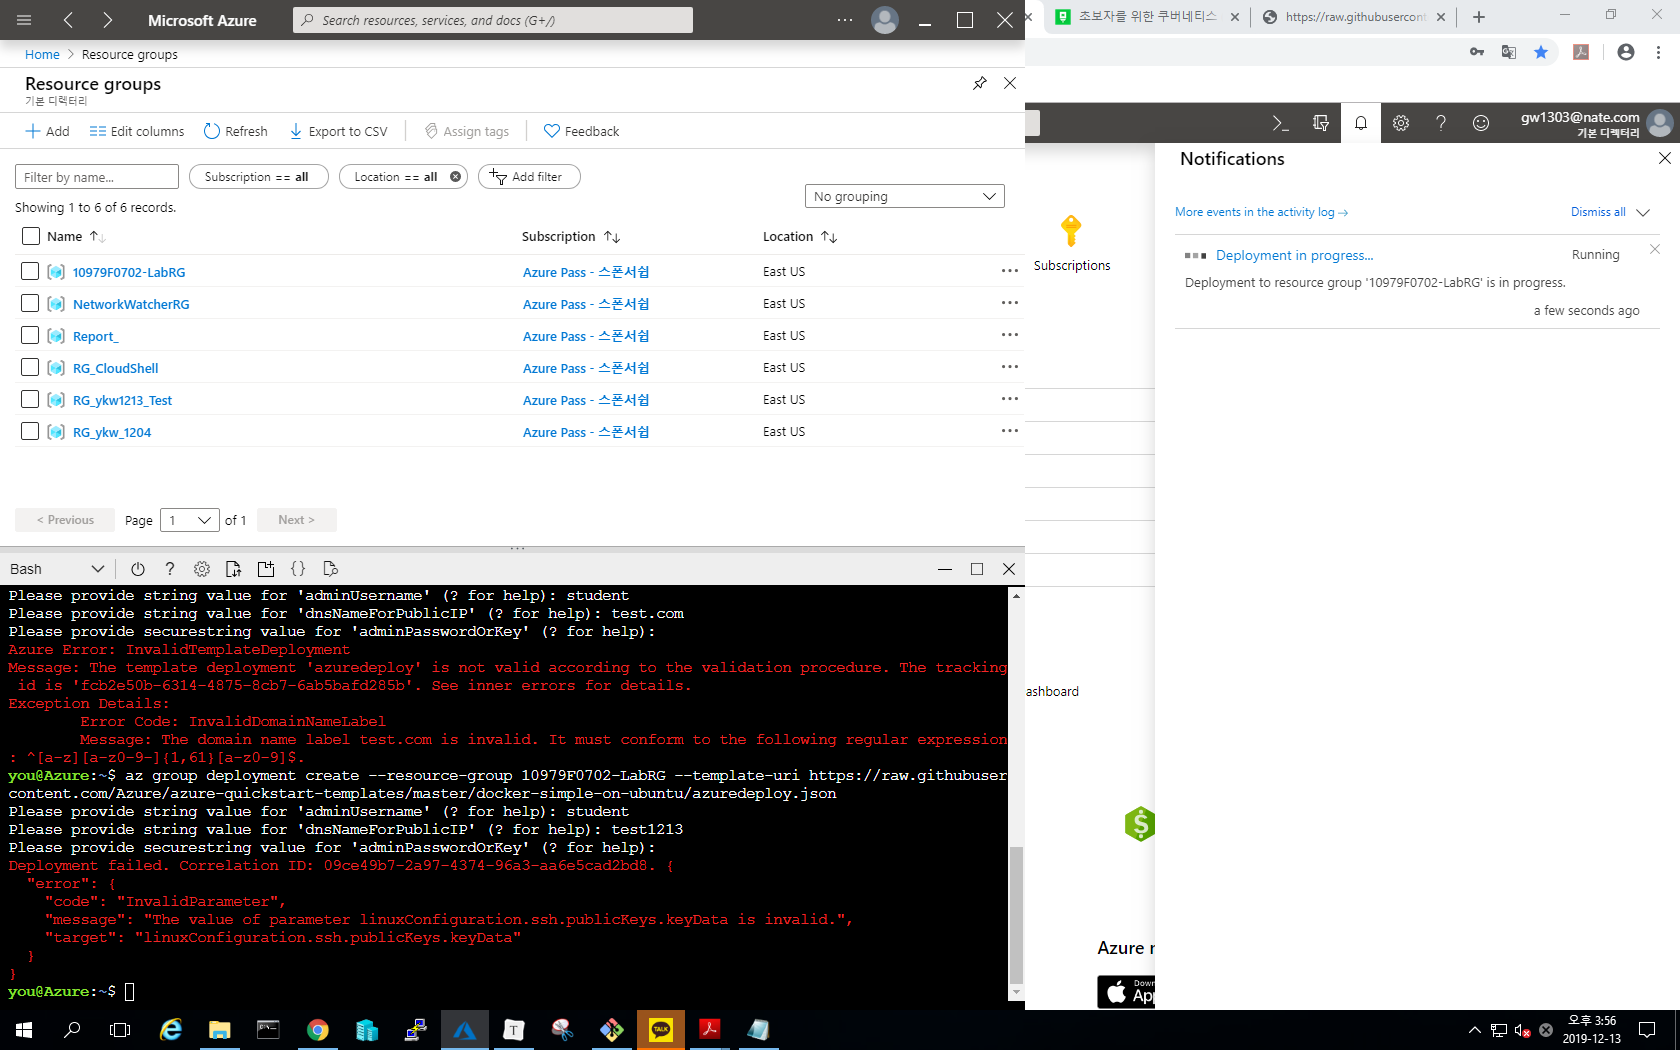 Microsoft Azure
Search resources, services, and docs (G+/)
초보자를 위한 쿠버네티스
https://raw.githubusercont
Home > Resource groups
Resource groups
기본 디렉터리
Add
Edit columns
Refresh
Export to CSV
Assign tags
Feedback
Filter by name...
Subscription == all
Location == all
Add filter
Showing 1 to 6 of 6 records.
No grouping
Name
Subscription
Location
10979F0702-LabRG
Azure Pass - 스폰서쉽
East US
NetworkWatcherRG
Azure Pass - 스폰서쉽
East US
Report_
Azure Pass - 스폰서쉽
East US
RG_CloudShell
Azure Pass - 스폰서쉽
East US
RG_ykw1213_Test
Azure Pass - 스폰서쉽
East US
RG_ykw_1204
Azure Pass - 스폰서쉽
East US
< Previous
Page 1 of 1
Next >
gw1303@nate.com
기본 디렉터리
Notifications
More events in the activity log →
Dismiss all
Deployment in progress...
Running
Deployment to resource group '10979F0702-LabRG' is in progress.
a few seconds ago
Subscriptions
ashboard
Azure r
Down
App
Bash
Please provide string value for 'adminUsername' (? for help): student
Please provide string value for 'dnsNameForPublicIP' (? for help): test.com
Please provide securestring value for 'adminPasswordOrKey' (? for help):
Azure Error: InvalidTemplateDeployment
Message: The template deployment 'azuredeploy' is not valid according to the validation procedure. The tracking
id is 'fcb2e50b-6314-4875-8cb7-6ab5bafd285b'. See inner errors for details.
Exception Details:
Error Code: InvalidDomainNameLabel
Message: The domain name label test.com is invalid. It must conform to the following regular expression
: ^[a-z][a-z0-9-]{1,61}[a-z0-9]$.
you@Azure:~$ az group deployment create --resource-group 10979F0702-LabRG --template-uri https://raw.githubuser
content.com/Azure/azure-quickstart-templates/master/docker-simple-on-ubuntu/azuredeploy.json
Please provide string value for 'adminUsername' (? for help): student
Please provide string value for 'dnsNameForPublicIP' (? for help): test1213
Please provide securestring value for 'adminPasswordOrKey' (? for help):
Deployment failed. Correlation ID: 09ce49b7-2a97-4374-96a3-aa6e5cad2bd8. {
"error": {
"code": "InvalidParameter",
"message": "The value of parameter linuxConfiguration.ssh.publicKeys.keyData is invalid.",
"target": "linuxConfiguration.ssh.publicKeys.keyData"
}
}
you@Azure:~$
TALK
오후 3:56
2019-12-13